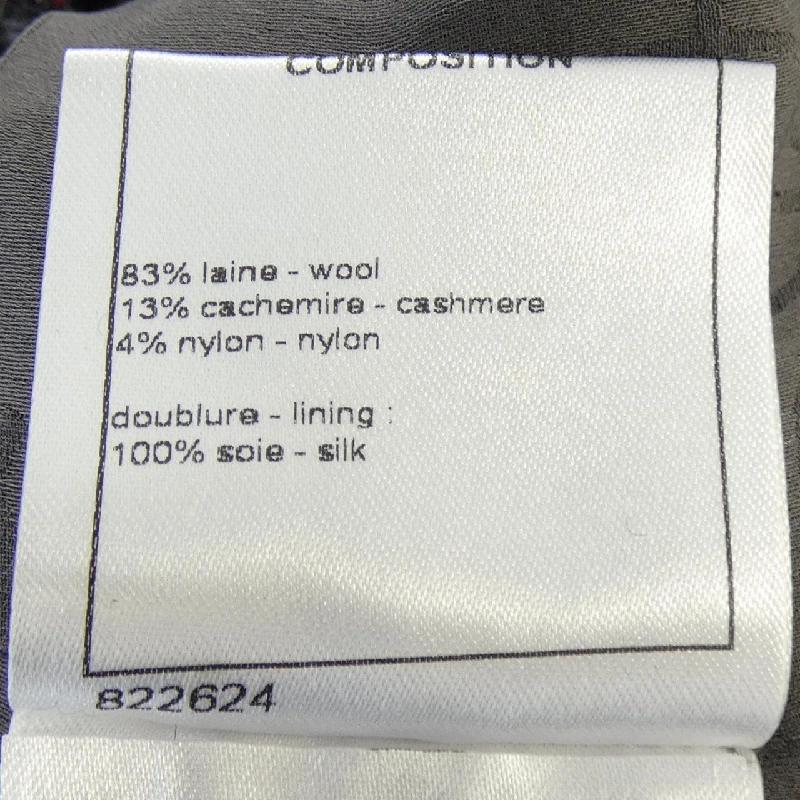 COMPOSITION
83% laine - wool
13% cachemire - cashmere
4% nylon - nylon
doublure - lining :
100% soie - silk
822624